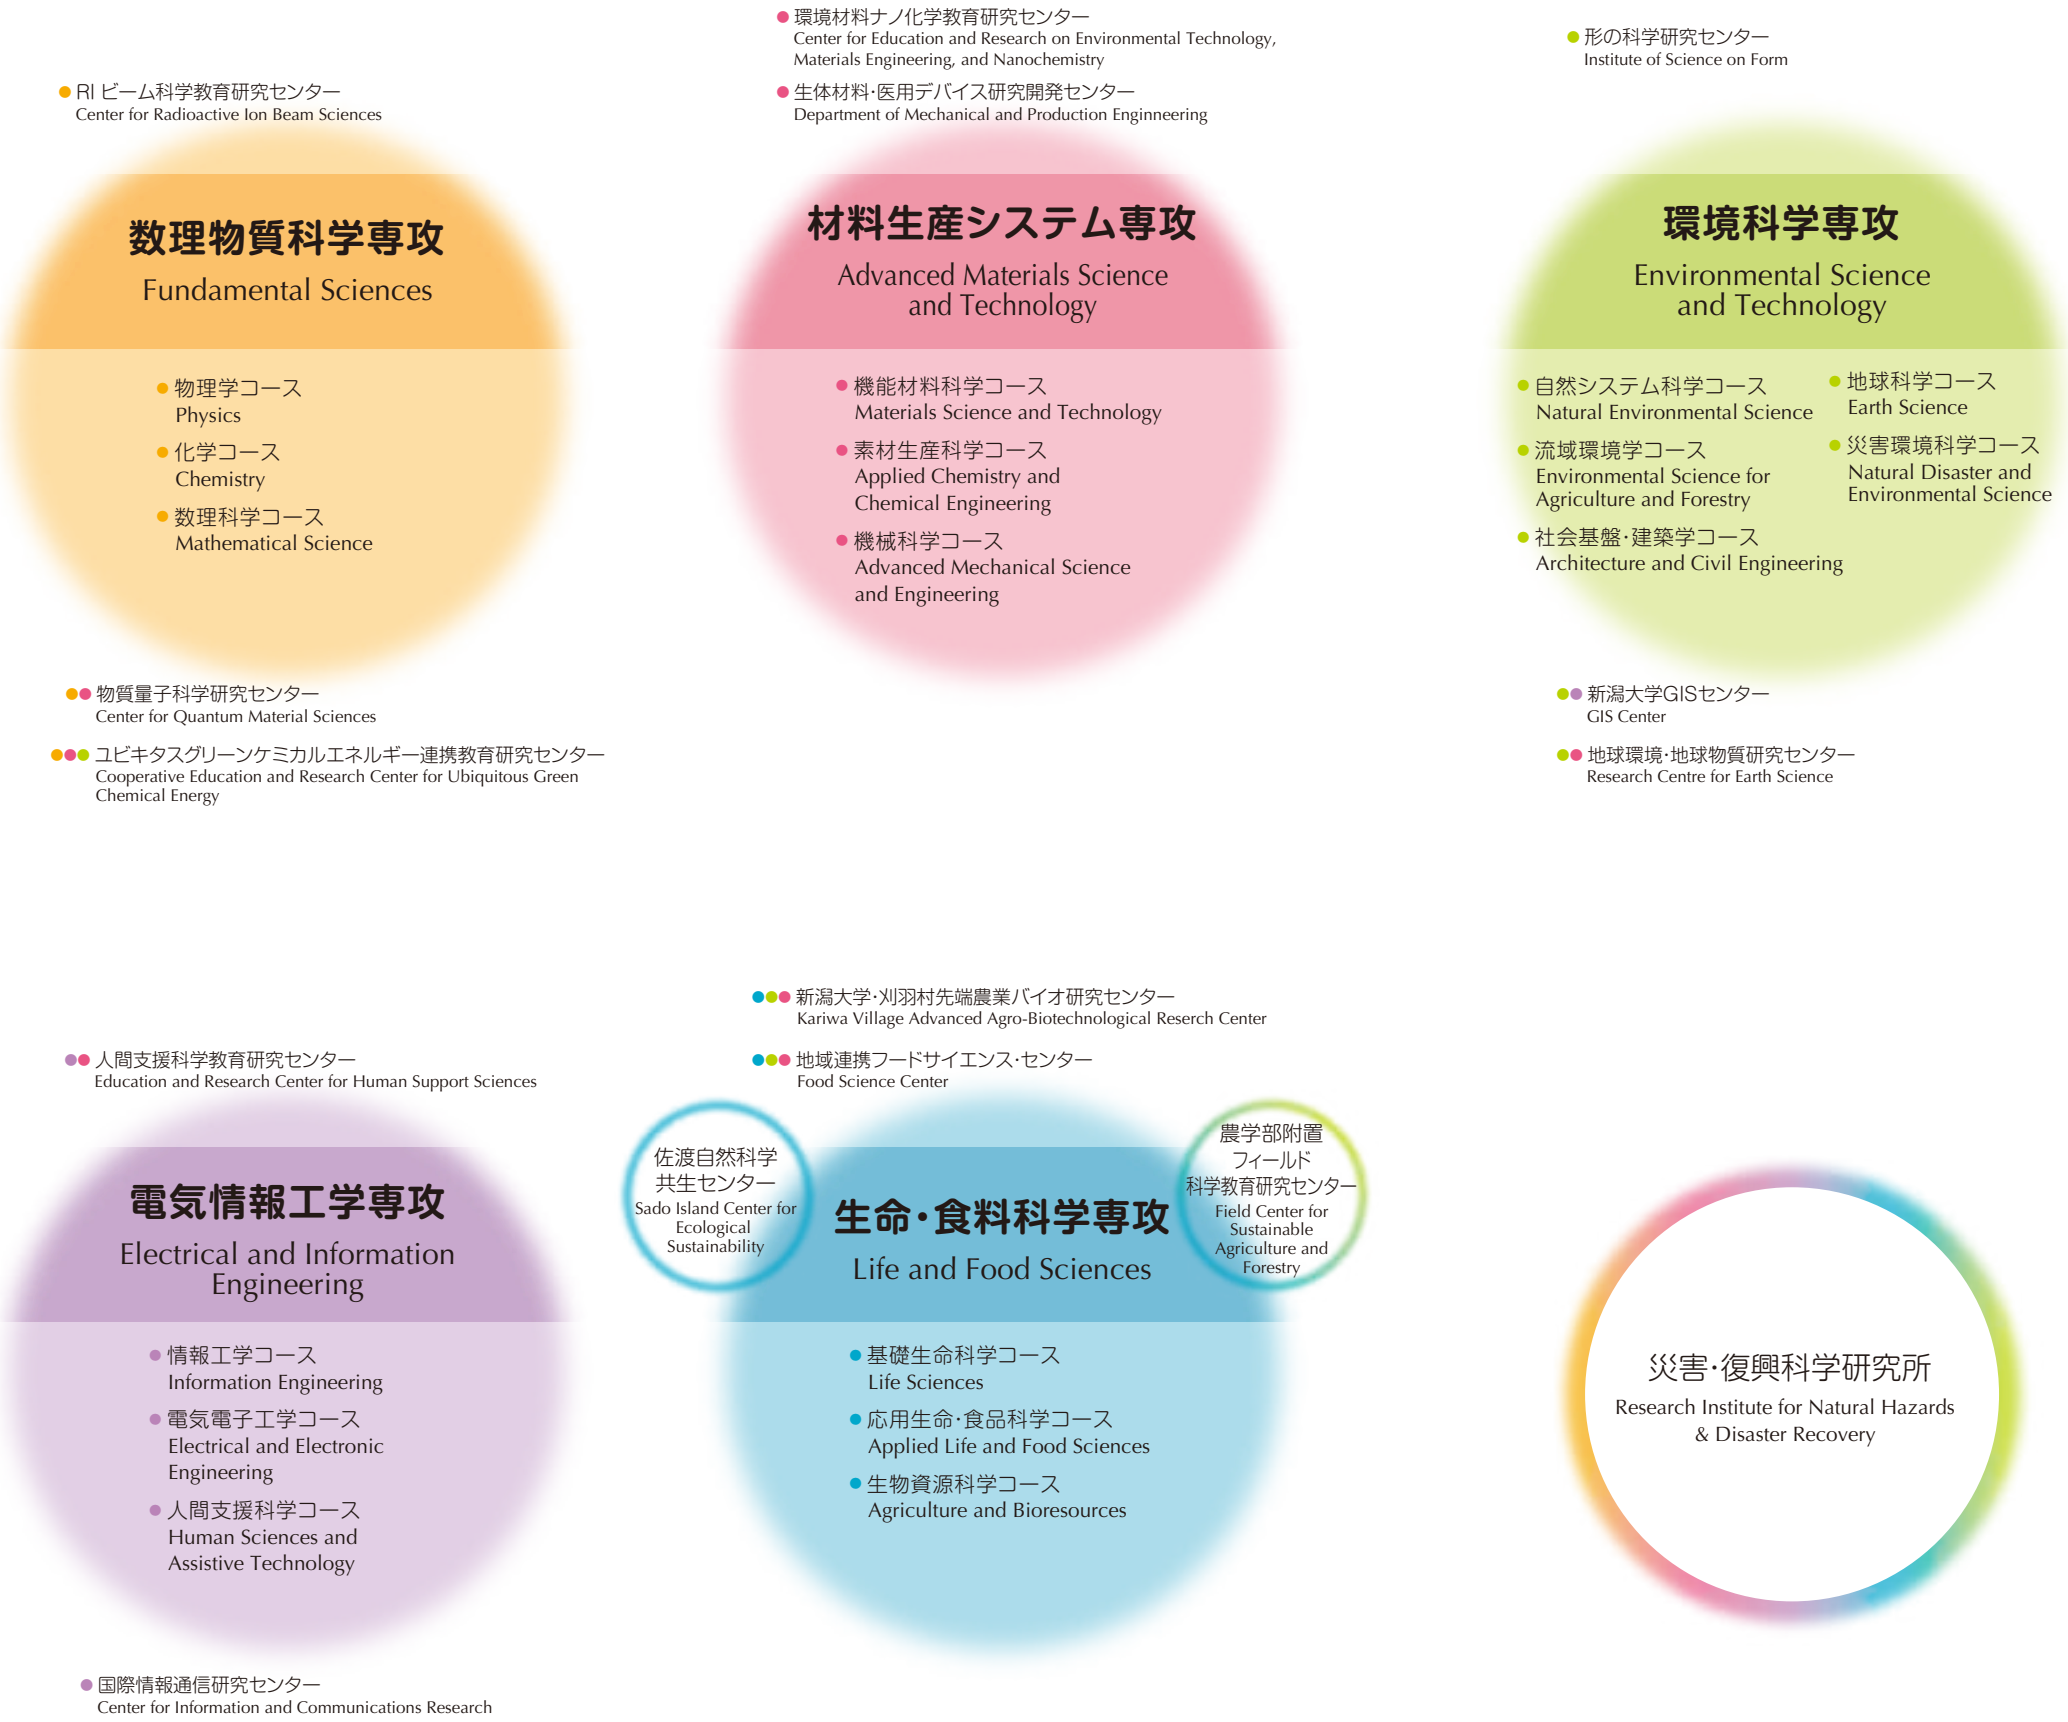 RI ビーム科学教育研究センター
Center for Radioactive Ion Beam Sciences
数理物質科学専攻
Fundamental Sciences
物理学コース
Physics
化学コース
Chemistry
数理科学コース
Mathematical Science
物質量子科学研究センター
Center for Quantum Material Sciences
ユビキタスグリーンケミカルエネルギー連携教育研究センター
Cooperative Education and Research Center for Ubiquitous Green
Chemical Energy
環境材料ナノ化学教育研究センター
Center for Education and Research on Environmental Technology,
Materials Engineering, and Nanochemistry
生体材料・医用デバイス研究開発センター
Department of Mechanical and Production Enginneering
材料生産システム専攻
Advanced Materials Science
and Technology
機能材料科学コース
Materials Science and Technology
素材生産科学コース
Applied Chemistry and
Chemical Engineering
機械科学コース
Advanced Mechanical Science
and Engineering
形の科学研究センター
Institute of Science on Form
環境科学専攻
Environmental Science
and Technology
自然システム科学コース
Natural Environmental Science
流域環境学コース
Environmental Science for
Agriculture and Forestry
社会基盤・建築学コース
Architecture and Civil Engineering
地球科学コース
Earth Science
災害環境科学コース
Natural Disaster and
Environmental Science
新潟大学GISセンター
GIS Center
地球環境・地球物質研究センター
Research Centre for Earth Science
人間支援科学教育研究センター
Education and Research Center for Human Support Sciences
電気情報工学専攻
Electrical and Information
Engineering
情報工学コース
Information Engineering
電気電子工学コース
Electrical and Electronic
Engineering
人間支援科学コース
Human Sciences and
Assistive Technology
国際情報通信研究センター
Center for Information and Communications Research
新潟大学・刈羽村先端農業バイオ研究センター
Kariwa Village Advanced Agro-Biotechnological Reserch Center
地域連携フードサイエンス・センター
Food Science Center
佐渡自然科学
共生センター
Sado Island Center for
Ecological
Sustainability
生命・食料科学専攻
Life and Food Sciences
農学部附置
フィールド
科学教育研究センター
Field Center for
Sustainable
Agriculture and
Forestry
基礎生命科学コース
Life Sciences
応用生命・食品科学コース
Applied Life and Food Sciences
生物資源科学コース
Agriculture and Bioresources
災害・復興科学研究所
Research Institute for Natural Hazards
& Disaster Recovery